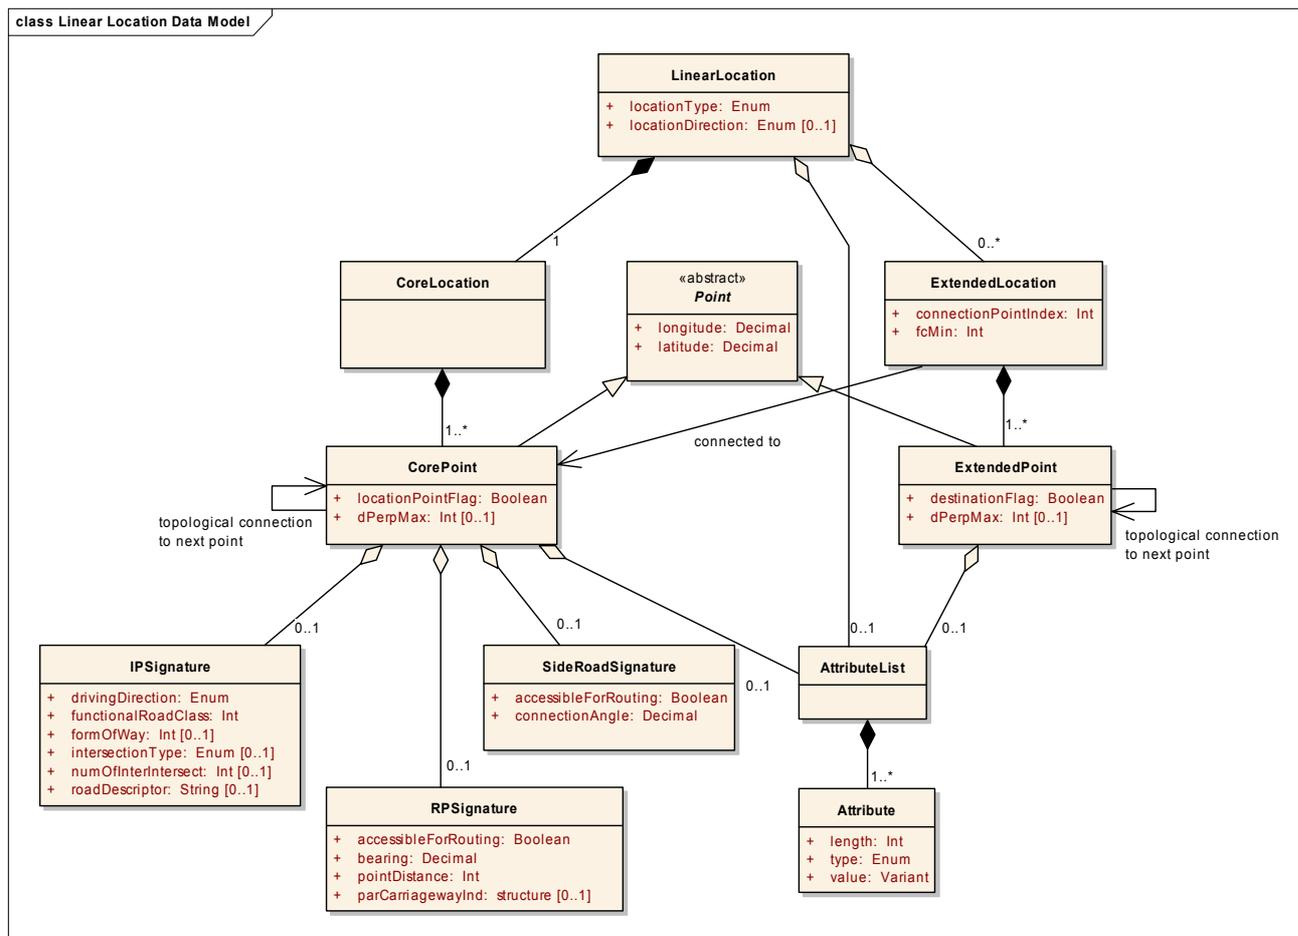 class Linear Location Data Model
LinearLocation
+ locationType: Enum
+ locationDirection: Enum [0..1]
1
0..*
CoreLocation
«abstract»
Point
+ longitude: Decimal
+ latitude: Decimal
ExtendedLocation
+ connectionPointIndex: Int
+ fcMin: Int
1..*
connected to
1..*
CorePoint
+ locationPointFlag: Boolean
+ dPerpMax: Int [0..1]
topological connection
to next point
ExtendedPoint
+ destinationFlag: Boolean
+ dPerpMax: Int [0..1]
topological connection
to next point
0..1
0..1
0..1
0..1
0..1
0..1
IPSignature
+ drivingDirection: Enum
+ functionalRoadClass: Int
+ formOfWay: Int [0..1]
+ intersectionType: Enum [0..1]
+ numOfInterIntersect: Int [0..1]
+ roadDescriptor: String [0..1]
SideRoadSignature
+ accessibleForRouting: Boolean
+ connectionAngle: Decimal
AttributeList
1..*
RPSignature
+ accessibleForRouting: Boolean
+ bearing: Decimal
+ pointDistance: Int
+ parCarriagewayInd: structure [0..1]
Attribute
+ length: Int
+ type: Enum
+ value: Variant